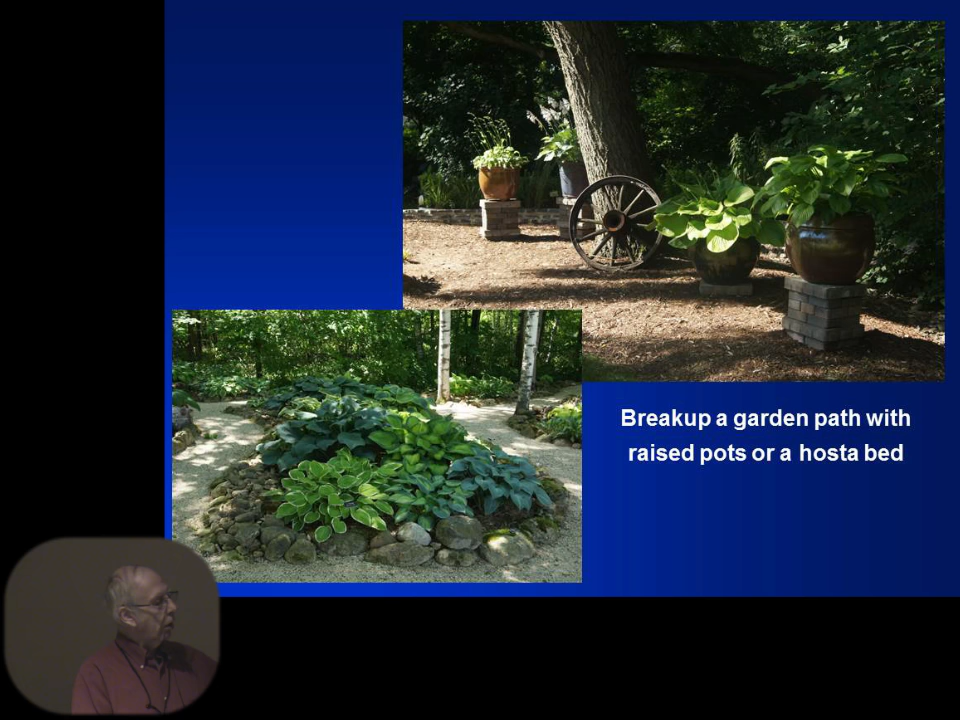 Breakup a garden path with
raised pots or a hosta bed